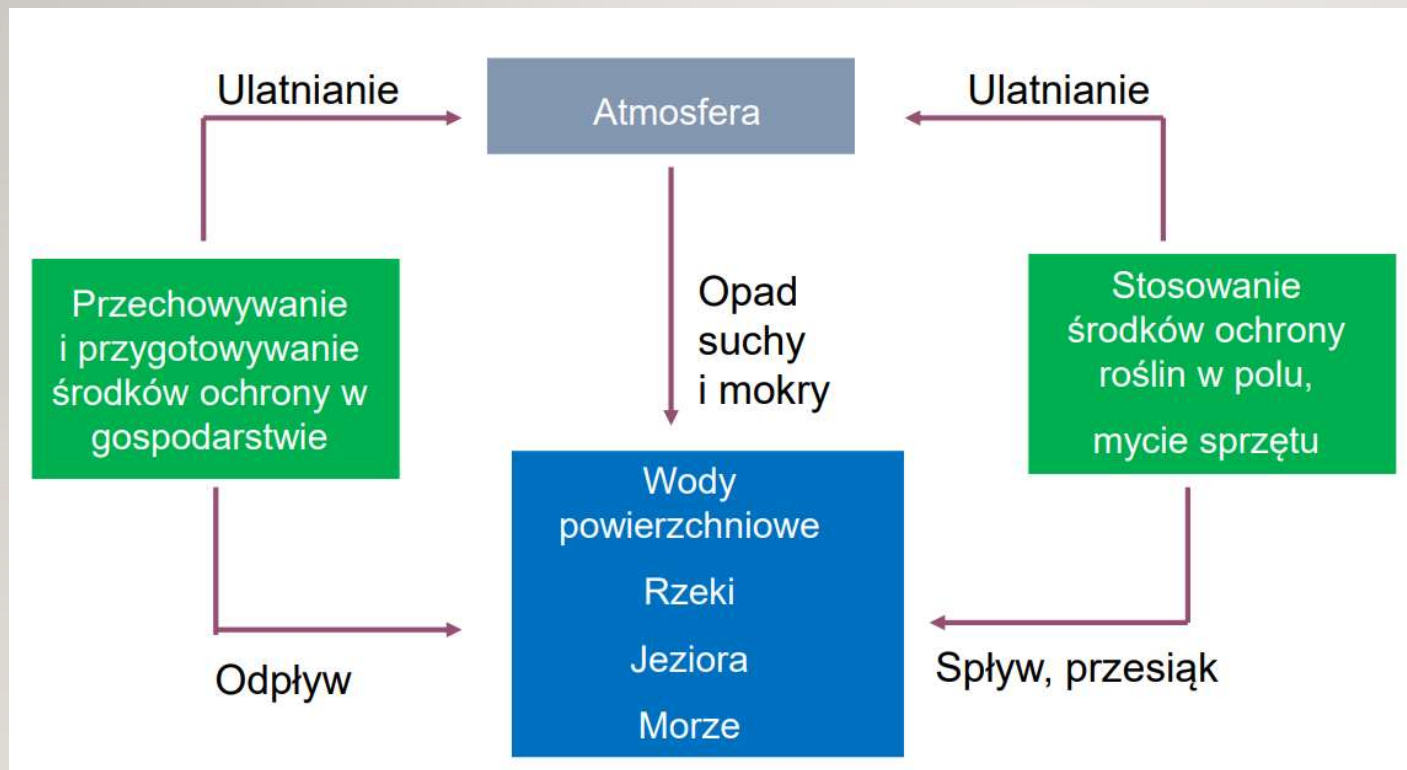 Ulatnianie
Atmosfera
Ulatnianie
Przechowywanie
i przygotowywanie
środków ochrony w
gospodarstwie
Opad
suchy
i mokry
Stosowanie
środków ochrony
roślin w polu,
mycie sprzętu
Wody
powierzchniowe
Rzeki
Jeziora
Morze
Odpływ
Spływ, przesiąk